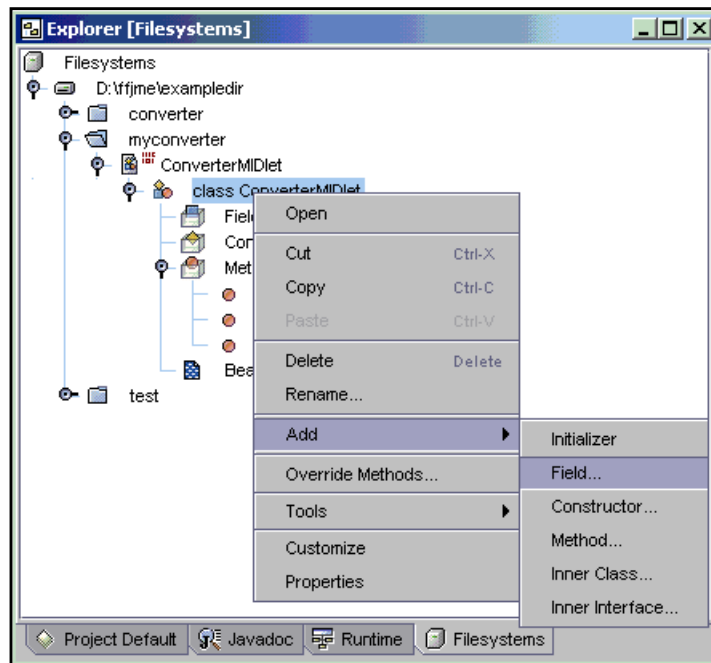 Explorer [Filesystems]
Filesystems
D:\ffjme\exampledir
converter
myconverter
ConverterMIDlet
class ConverterMIDlet
Open
Cut Ctrl-X
Copy Ctrl-C
Paste Ctrl-V
Delete Delete
Rename...
Add
Override Methods...
Tools
Customize
Properties
Initializer
Field...
Constructor...
Method...
Inner Class...
Inner Interface...
test
Project Default Javadoc Runtime Filesystems